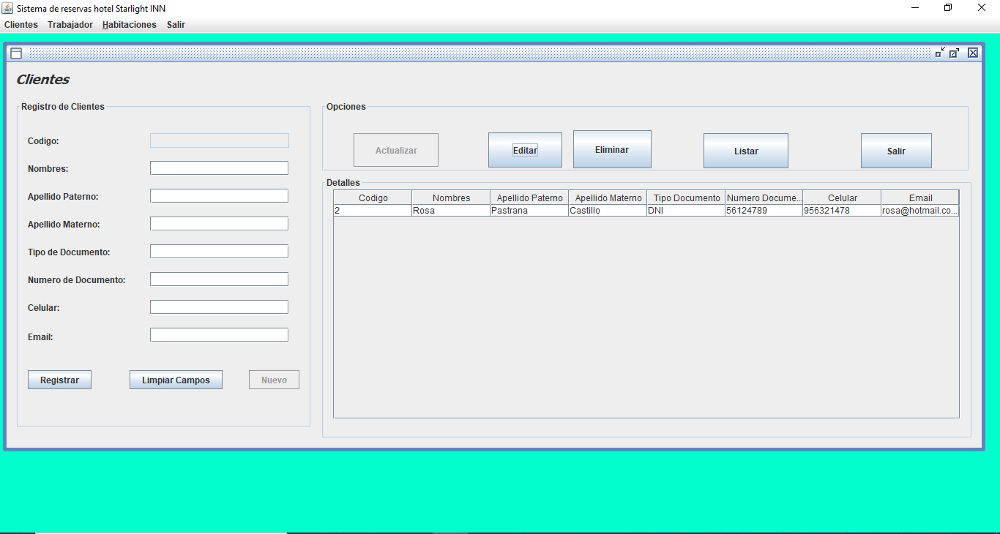 Sistema de reservas hotel Starlight INN
Clientes Trabajador Habitaciones Salir
Clientes
Registro de Clientes
Codigo:
Nombres:
Apellido Paterno:
Apellido Materno:
Tipo de Documento:
Numero de Documento:
Celular:
Email:
Registrar Limpiar Campos Nuevo
Opciones
Actualizar Editar Eliminar Listar Salir
Detalles
Codigo Nombres Apellido Paterno Apellido Materno Tipo Documento Numero Docume... Celular Email
2 Rosa Pastrana Castillo DNI 56124789 956321478 rosa@hotmail.co...